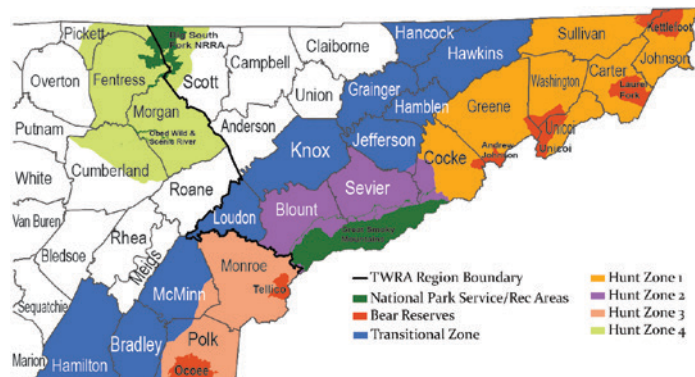 Pickett
Big South
Fork NRRA
Scott
Campbell
Claiborne
Hancock
Hawkins
Sullivan
Kettlefoot
Johnson
Overton
Fentress
Union
Grainger
Washington
Carter
Laurel
Fork
Morgan
Hamblen
Greene
Obed Wild &
Scenic River
Putnam
Anderson
Knox
Jefferson
Cocke
Andrew
Johnson
Unicoi
Unicoi
Cumberland
White
Roane
Sevier
Blount
Loudon
Van Buren
Rhea
Great Smoky
Mountains
Bledsoe
Meigs
Monroe
Tellico
McMinn
Sequatchie
Polk
Bradley
Marion
Hamilton
Ocoee
TWRA Region Boundary
National Park Service/Rec Areas
Bear Reserves
Transitional Zone
Hunt Zone 1
Hunt Zone 2
Hunt Zone 3
Hunt Zone 4